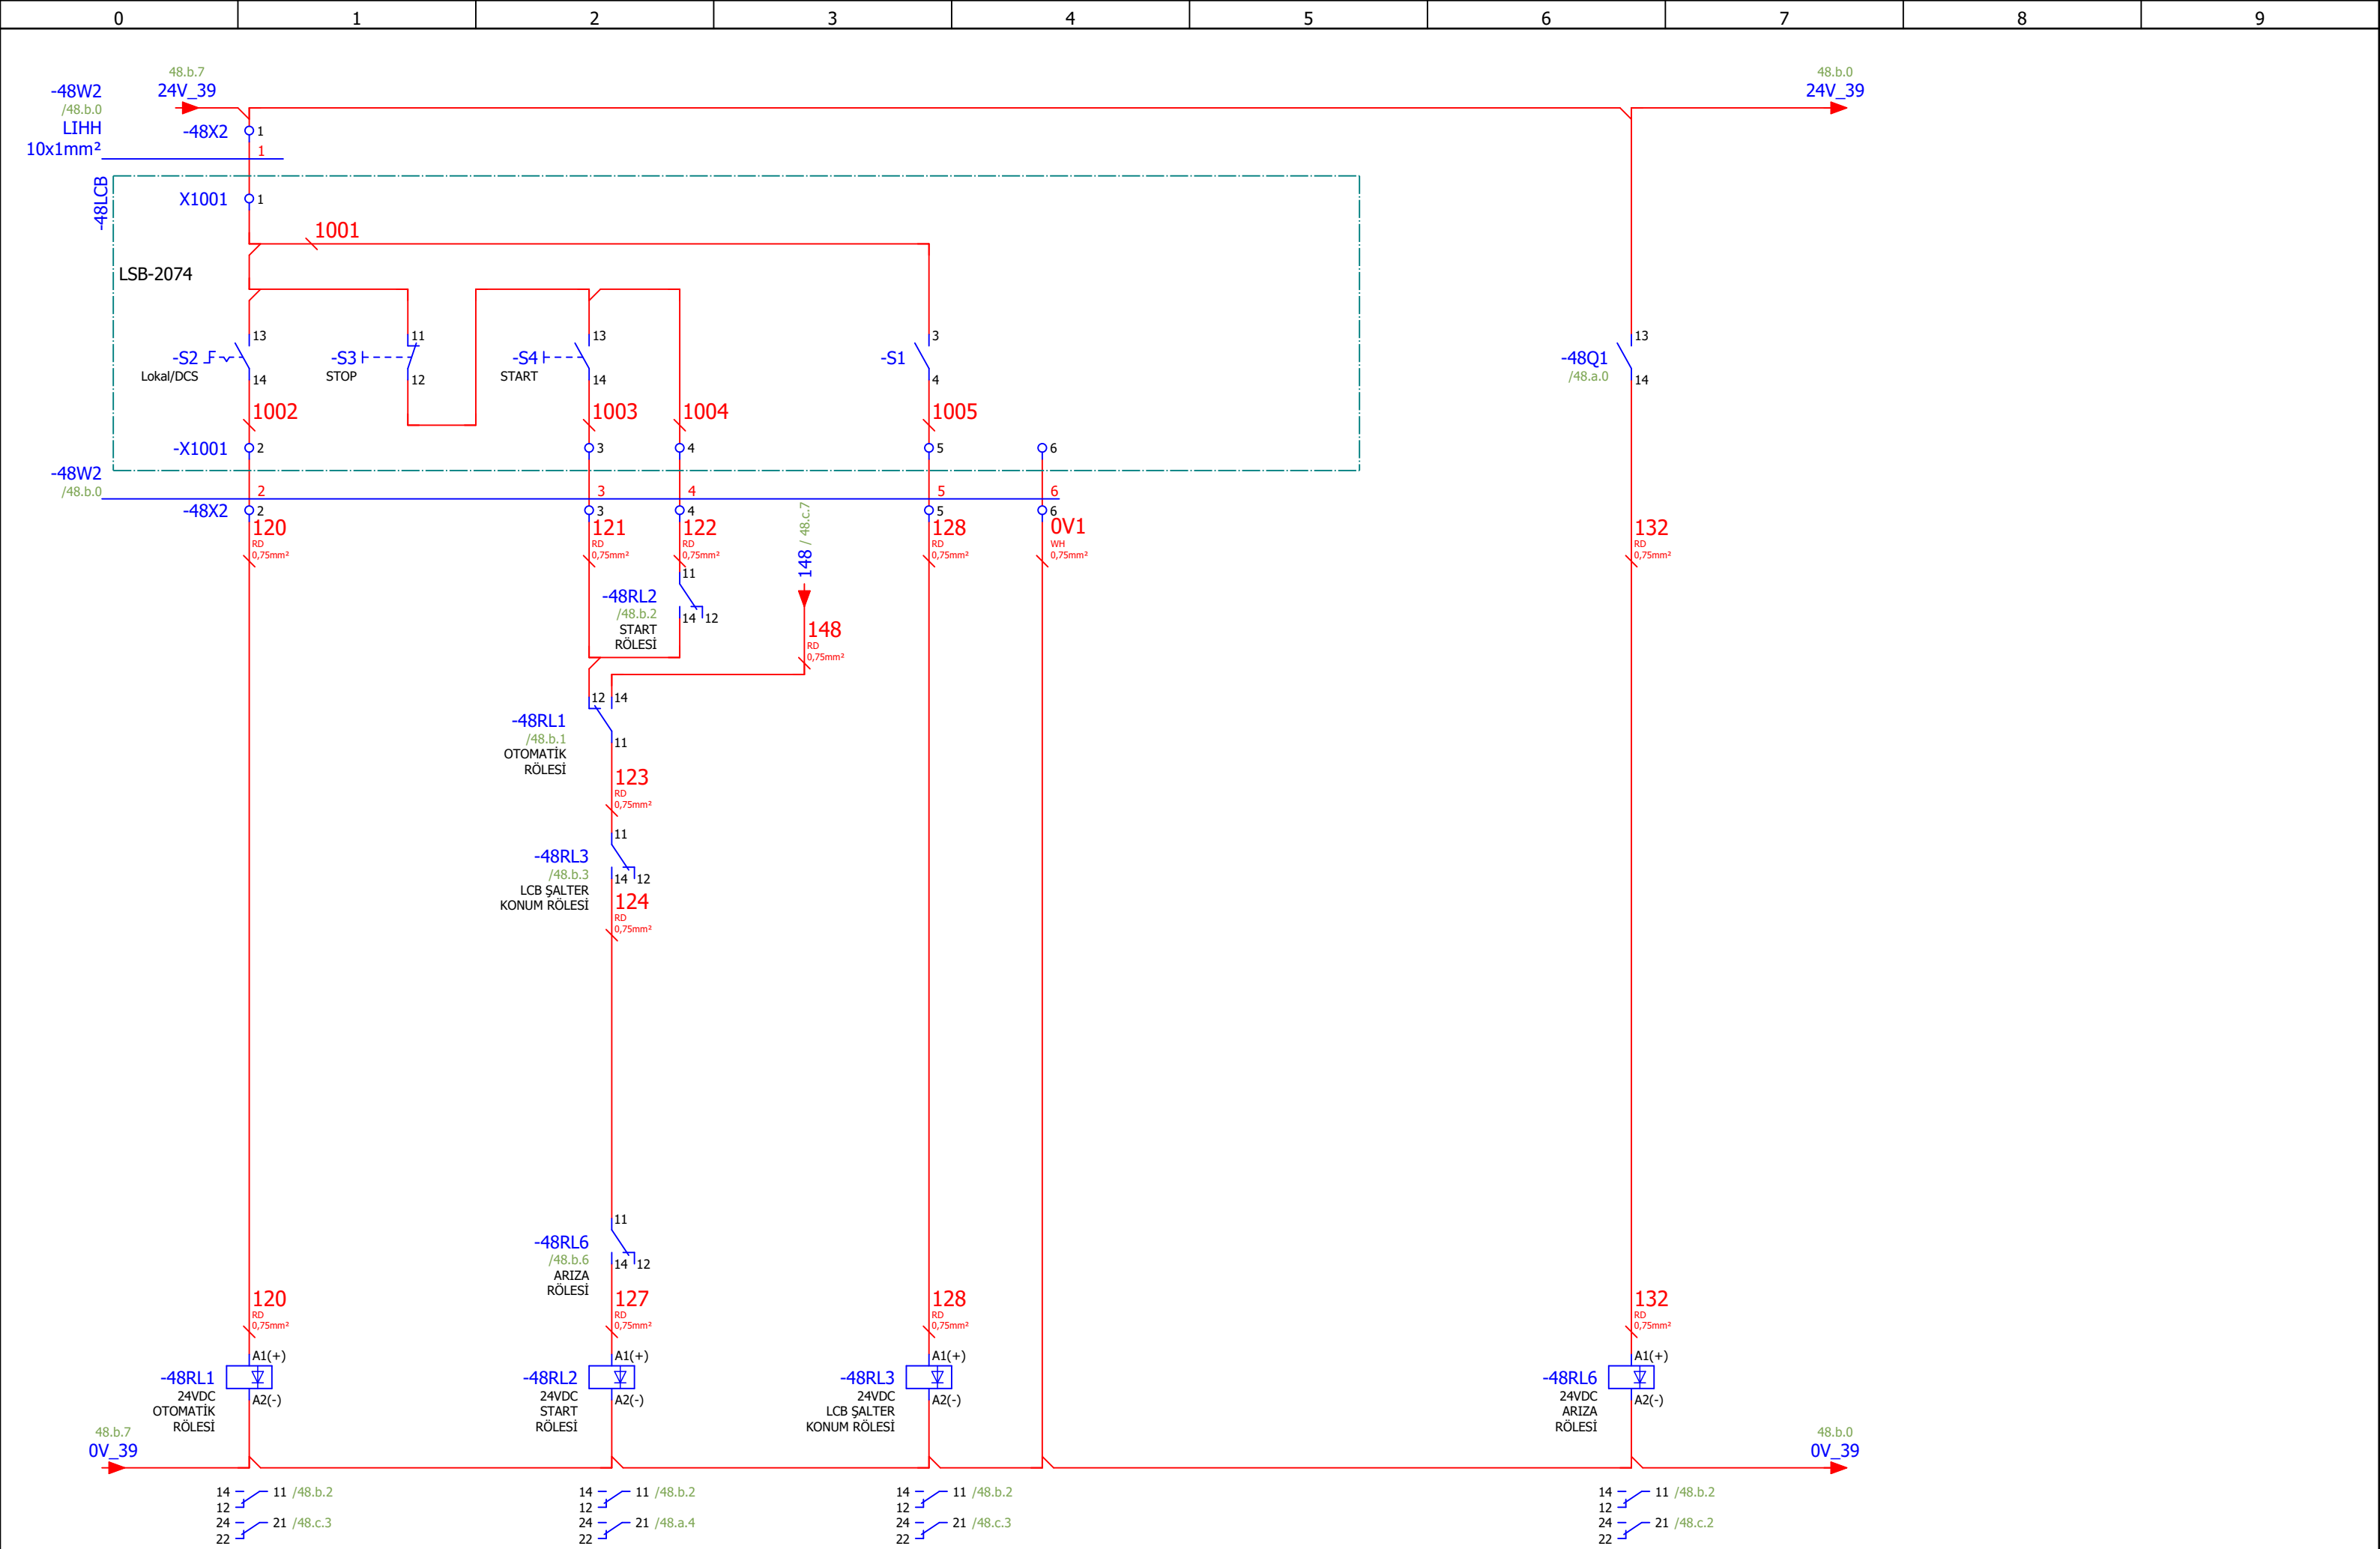 0 1 2 3 4 5 6 7 8 9
48.b.7
24V_39
48.b.0
24V_39
-48W2
/48.b.0
LIHH
10x1mm²
-48X2 1
1
-48LCB
X1001 1
1001
LSB-2074
-S2
Lokal/DCS
13
14
-S3
STOP
11
12
-S4
START
13
14
-S1
3
4
-48Q1
/48.a.0
13
14
1002
1003
1004
1005
-X1001 2 3 4 5 6
-48W2
/48.b.0
2 3 4 5 6
-48X2 2 3 4 5 6
120
RD
0,75mm²
121
RD
0,75mm²
122
RD
0,75mm²
148 / 48.c.7
128
RD
0,75mm²
0V1
WH
0,75mm²
132
RD
0,75mm²
-48RL2
/48.b.2
START
RÖLESİ
11
14 12
148
RD
0,75mm²
12 14
-48RL1
/48.b.1
OTOMATİK
RÖLESİ
11
123
RD
0,75mm²
11
-48RL3
/48.b.3
LCB ŞALTER
KONUM RÖLESİ
14 12
124
RD
0,75mm²
11
-48RL6
/48.b.6
ARIZA
RÖLESİ
14 12
120
RD
0,75mm²
127
RD
0,75mm²
128
RD
0,75mm²
132
RD
0,75mm²
A1(+)
-48RL1
24VDC
OTOMATİK
RÖLESİ
A2(-)
A1(+)
-48RL2
24VDC
START
RÖLESİ
A2(-)
A1(+)
-48RL3
24VDC
LCB ŞALTER
KONUM RÖLESİ
A2(-)
A1(+)
-48RL6
24VDC
ARIZA
RÖLESİ
A2(-)
48.b.7
0V_39
48.b.0
0V_39
14 11 /48.b.2
12
24 21 /48.c.3
22
14 11 /48.b.2
12
24 21 /48.a.4
22
14 11 /48.b.2
12
24 21 /48.c.3
22
14 11 /48.b.2
12
24 21 /48.c.2
22